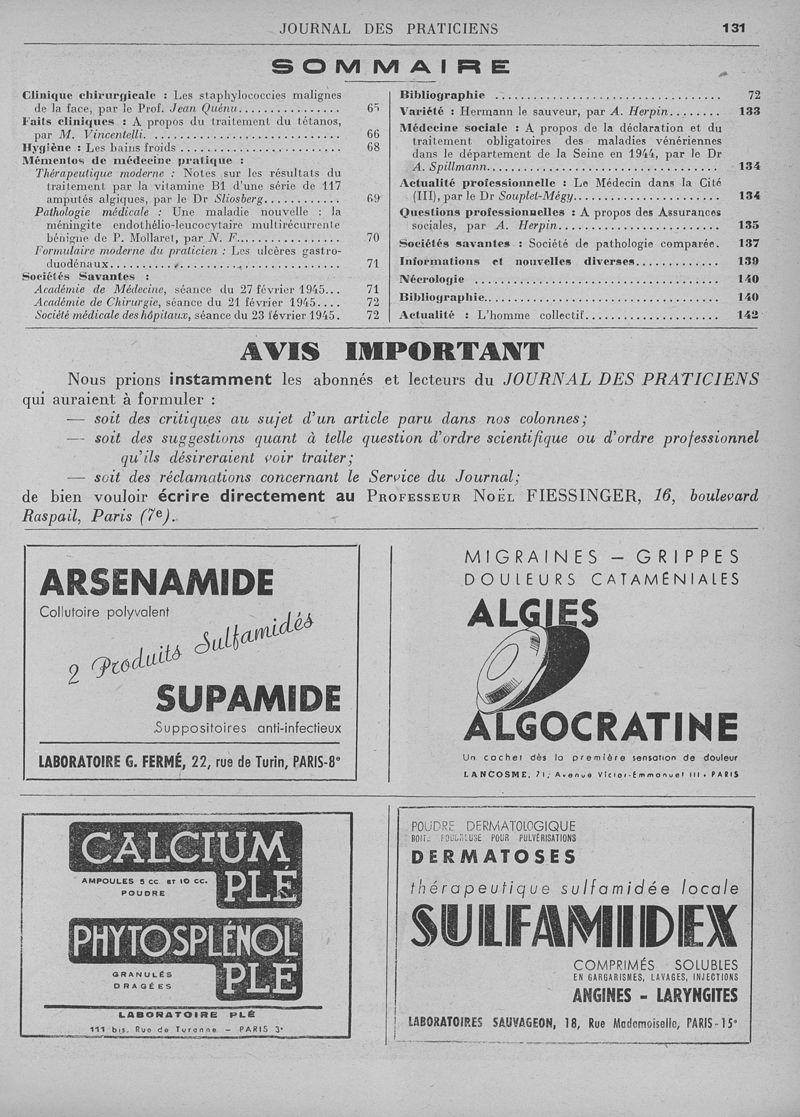 JOURNAL DES PRATICIENS 131
SOMMAIRE
Clinique chirurgicale : Les staphylococcies malignes
de la face, par le Prof. Jean Quénu................ 65
Faits cliniques : A propos du traitement du tétanos,
par M. Vincentelli. ............................. 66
Hygiène : Les bains froids ........................ 68
Mémentos de médecine pratique :
Thérapeutique moderne : Notes sur les résultats du
traitement par la vitamine B1 d'une série de 117
amputés algiques, par le Dr Sliosberg............ 69
Pathologie médicale : Une maladie nouvelle : la
méningite endothélio-leucocytaire multirécurrente
bénigne de P. Mollaret, par N. F................. 70
Formulaire moderne du praticien : Les ulcères gastro-
duodénaux.................................... 71
Sociétés Savantes :
Académie de Médecine, séance du 27 février 1945... 71
Académie de Chirurgie, séance du 21 février 1945.... 72
Société médicale des hôpitaux, séance du 23 février 1945. 72
Bibliographie .................................. 72
Variété : Hermann le sauveur, par A. Herpin........ 133
Médecine sociale : A propos de la déclaration et du
traitement obligatoires des maladies vénériennes
dans le département de la Seine en 1944, par le Dr
A. Spillmann.................................... 134
Actualité professionnelle : Le Médecin dans la Cité
(III), par le Dr Souplet-Mégy...................... 134
Questions professionnelles : A propos des Assurances
sociales, par A. Herpin......................... 135
Sociétés savantes : Société de pathologie comparée. 137
Informations et nouvelles diverses............. 139
Nécrologie ..................................... 140
Bibliographie................................... 140
Actualité : L'homme collectif..................... 142
AVIS IMPORTANT
Nous prions instamment les abonnés et lecteurs du JOURNAL DES PRATICIENS
qui auraient à formuler :
— soit des critiques au sujet d'un article paru dans nos colonnes;
— soit des suggestions quant à telle question d'ordre scientifique ou d'ordre professionnel
qu'ils désireraient voir traiter;
— soit des réclamations concernant le Service du Journal;
de bien vouloir écrire directement au PROFESSEUR NOËL FIESSINGER, 16, boulevard
Raspail, Paris (7e).
ARSENAMIDE
Collutoire polyvalent
2 Produits Sulfamidés
SUPAMIDE
Suppositoires anti-infectieux
LABORATOIRE G. FERMÉ, 22, rue de Turin, PARIS-8e
MIGRAINES — GRIPPES
DOULEURS CATAMÉNIALES
ALGIES
ALGOCRATINE
Un cachet dès la première sensation de douleur
LANCOSME, 71, Avenue Victor-Emmanuel III - PARIS
CALCIUM
AMPOULES 5 cc. ET 10 cc.
POUDRE
PLÉ
PHYTOSPLÉNOL
GRANULÉS
DRAGÉES
PLÉ
LABORATOIRE PLÉ
111 bis, Rue de Turenne — PARIS 3e
POUDRE DERMATOLOGIQUE
BOITE POUDREUSE POUR PULVÉRISATIONS
DERMATOSES
thérapeutique sulfamidée locale
SULFAMIDEX
COMPRIMÉS SOLUBLES
EN GARGARISMES, LAVAGES, INJECTIONS
ANGINES - LARYNGITES
LABORATOIRES SAUVAGEON, 18, Rue Mademoiselle, PARIS-15e